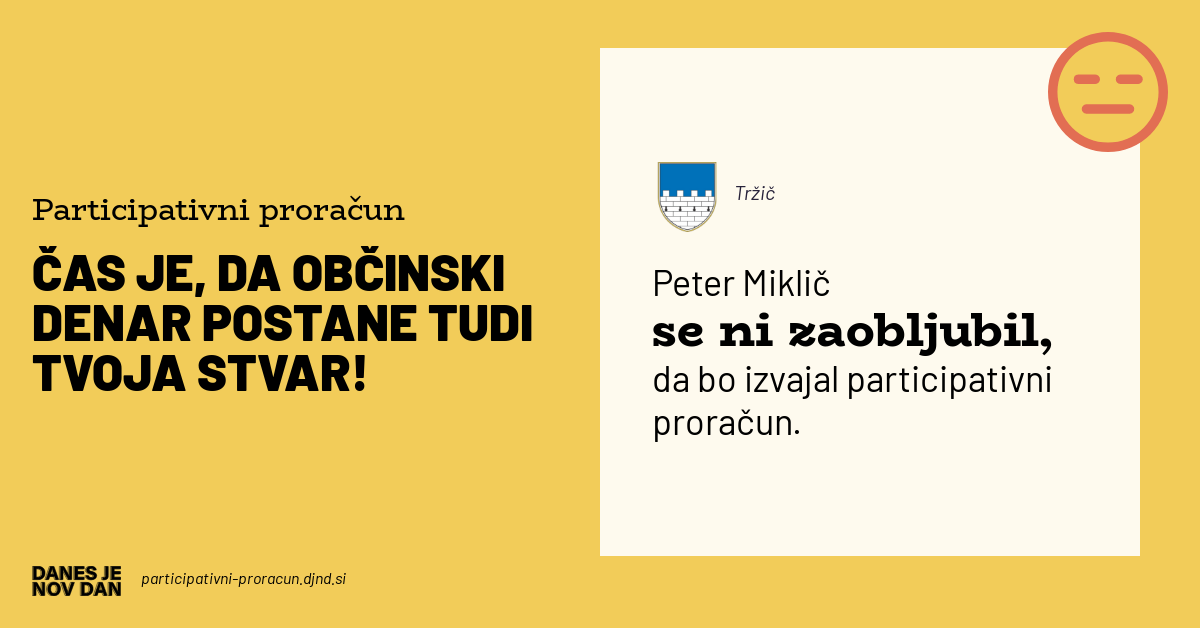 Participativni proračun
ČAS JE, DA OBČINSKI
DENAR POSTANE TUDI
TVOJA STVAR!
DANES JE
NOV DAN
participativni-proracun.djnd.si
Tržič
Peter Miklič
se ni zaobljubil,
da bo izvajal participativni
proračun.